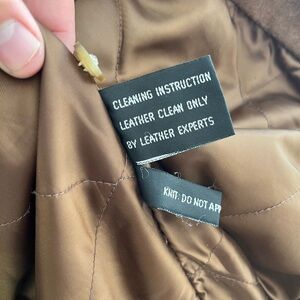 CLEANING INSTRUCTION
LEATHER CLEAN ONLY
BY LEATHER EXPERTS
KNIT: DO NOT